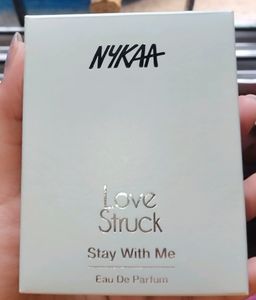 NYKAA
Love
Struck
Stay With Me
Eau De Parfum